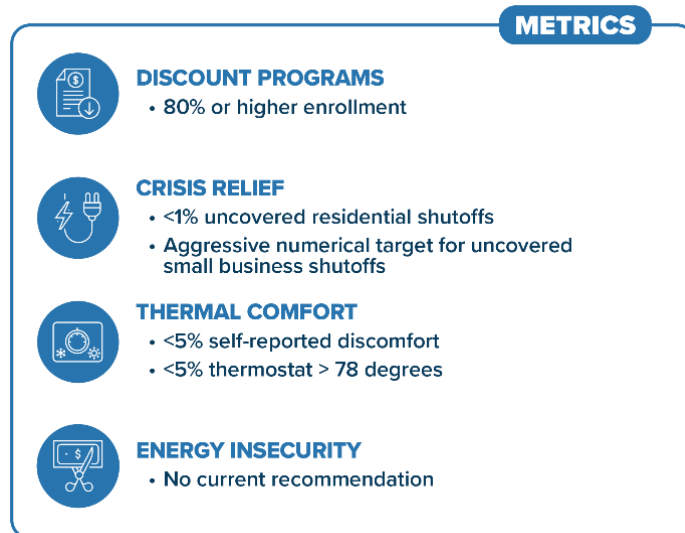 METRICS
DISCOUNT PROGRAMS
• 80% or higher enrollment
CRISIS RELIEF
• <1% uncovered residential shutoffs
• Aggressive numerical target for uncovered
small business shutoffs
THERMAL COMFORT
• <5% self-reported discomfort
• <5% thermostat > 78 degrees
$
ENERGY INSECURITY
• No current recommendation